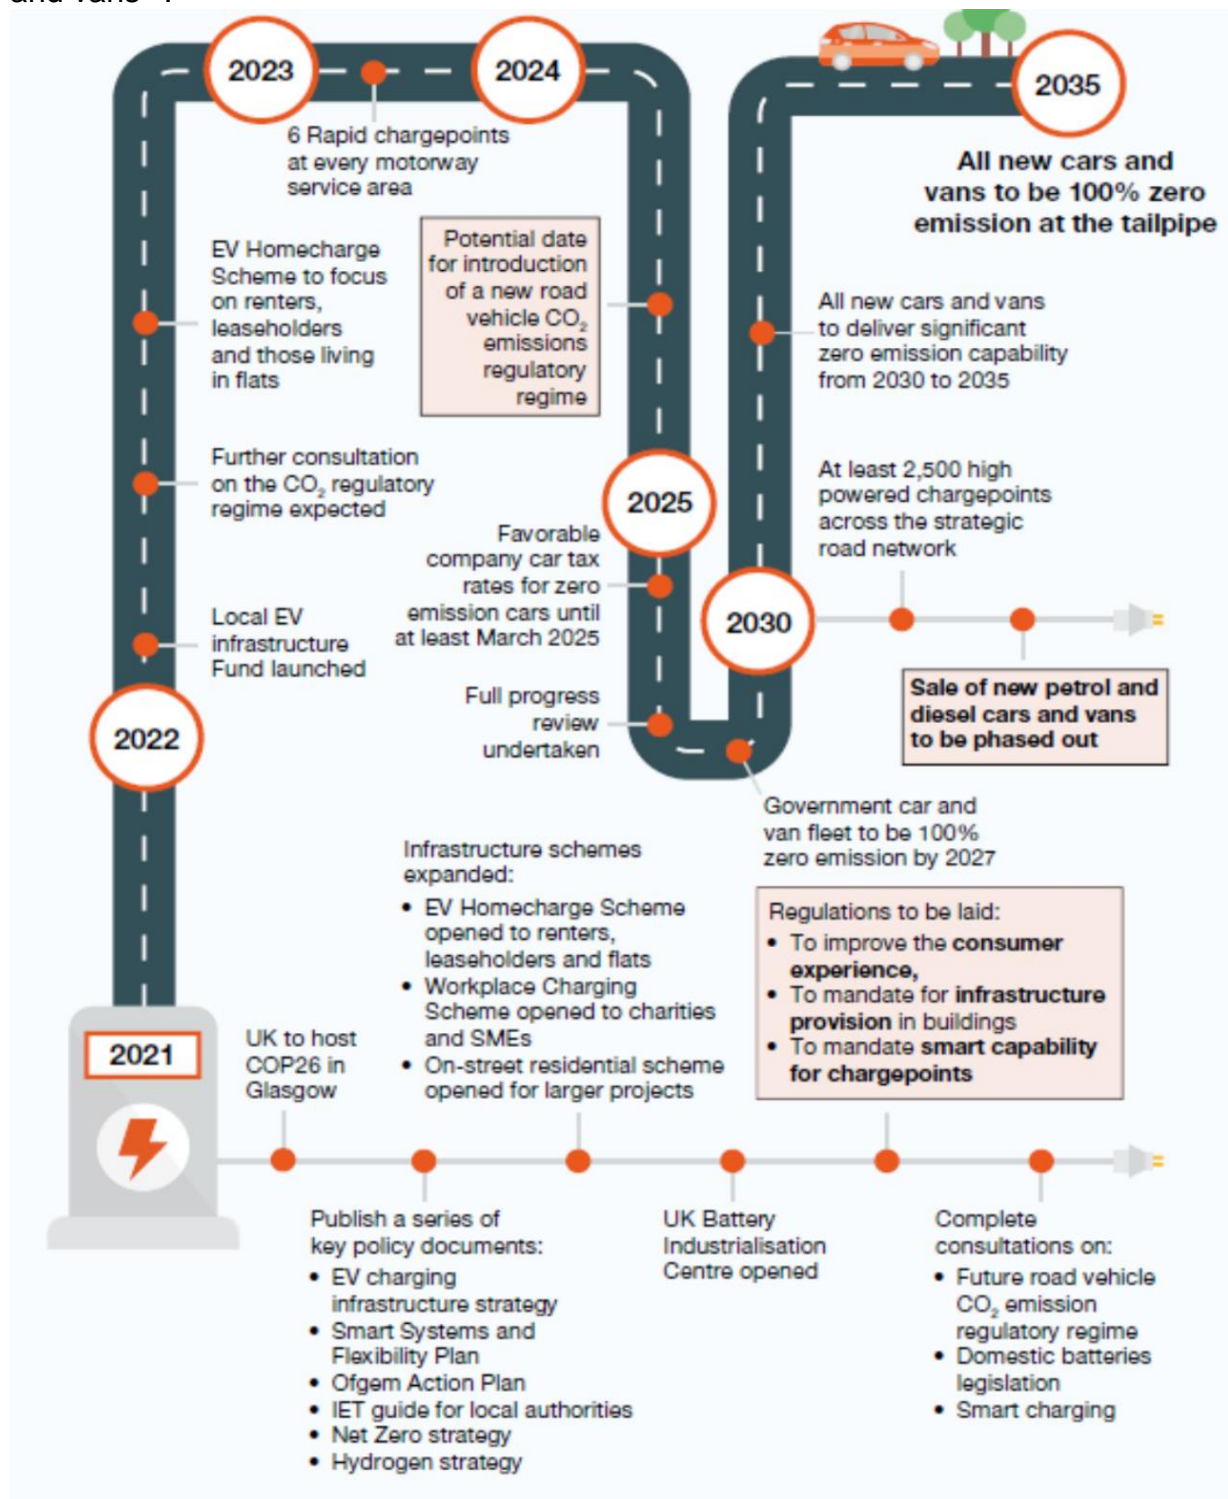 and vans".
2023
2024
2035
6 Rapid chargepoints
at every motorway
service area
All new cars and
vans to be 100% zero
emission at the tailpipe
EV Homecharge
Scheme to focus
on renters,
leaseholders
and those living
in flats
Potential date
for introduction
of a new road
vehicle CO₂
emissions
regulatory
regime
All new cars and vans
to deliver significant
zero emission capability
from 2030 to 2035
Further consultation
on the CO₂ regulatory
regime expected
2025
At least 2,500 high
powered chargepoints
across the strategic
road network
Favorable
company car tax
rates for zero
emission cars until
at least March 2025
2030
Local EV
infrastructure
Fund launched
Sale of new petrol and
diesel cars and vans
to be phased out
Full progress
review
undertaken
2022
Government car and
van fleet to be 100%
zero emission by 2027
Infrastructure schemes
expanded:
• EV Homecharge Scheme
opened to renters,
leaseholders and flats
• Workplace Charging
Scheme opened to charities
and SMEs
• On-street residential scheme
opened for larger projects
Regulations to be laid:
• To improve the consumer
experience,
• To mandate for infrastructure
provision in buildings
• To mandate smart capability
for chargepoints
2021
UK to host
COP26 in
Glasgow
Publish a series of
key policy documents:
• EV charging
infrastructure strategy
• Smart Systems and
Flexibility Plan
• Ofgem Action Plan
• IET guide for local authorities
• Net Zero strategy
• Hydrogen strategy
UK Battery
Industrialisation
Centre opened
Complete
consultations on:
• Future road vehicle
CO₂ emission
regulatory regime
• Domestic batteries
legislation
• Smart charging